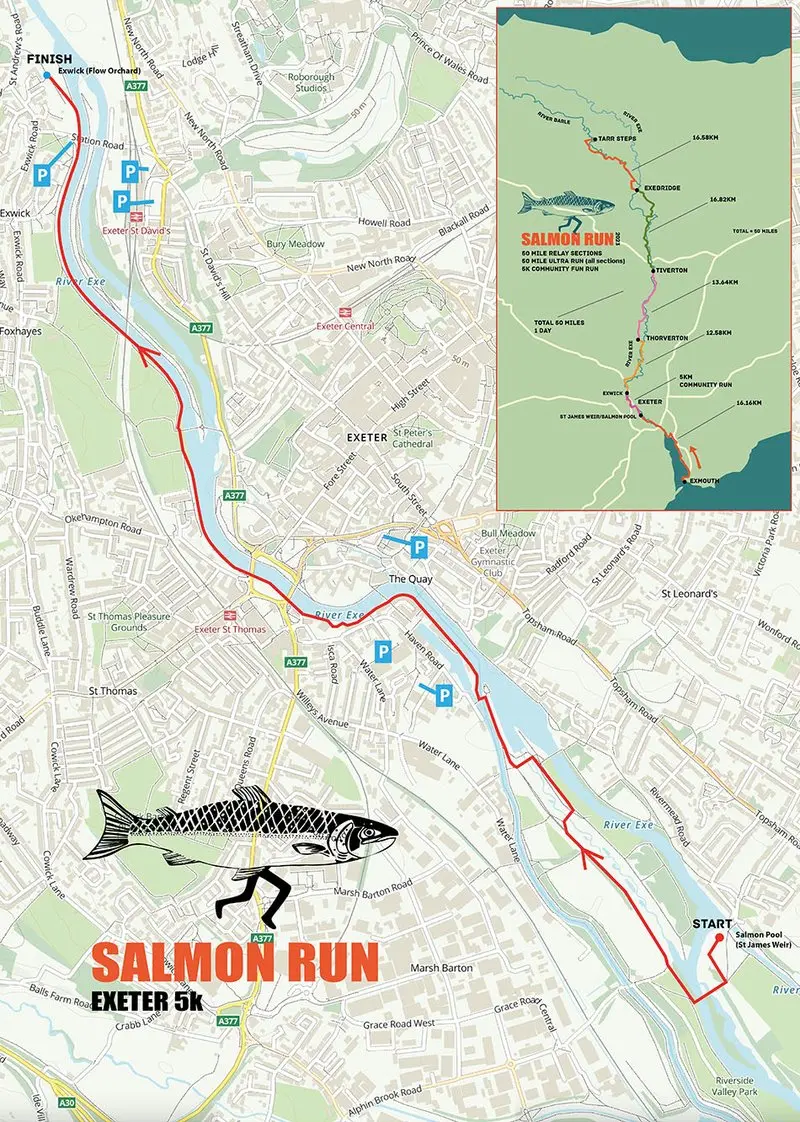 FINISH
Exwick (Flow Orchard)
St Andrew's Road
New North Road
Lodge Hill
Streatham Drive
Prince Of Wales Road
Roborough
Studios
50 m
A377
Station Road
Exwick Road
P
P
P
Exwick
Exeter St David's
Exwick Road
New North Road
Howell Road
Blackall Road
Bury Meadow
New North Road
St David's Hill
River Exe
Foxhayes
A377
Exeter Central
50 m
High Street
EXETER
St Peter's
Cathedral
Fore Street
South Street
A377
Okehampton Road
P
Bull Meadow
Exeter
Gymnastic
Club
Radford Road
St Leonard's Road
Victoria Park Road
Wardrew Road
Buddle Lane
The Quay
St Leonard's
St Thomas Pleasure
Grounds
Exeter St Thomas
River Exe
Topsham Road
Wonford Road
Haven Road
P
Isca Road
Water Lane
A377
P
St Thomas
Willeys Avenue
Topsham Road
Cowick Lane
Water Lane
Regent Street
Queens Road
Rivermead Road
Topsham Road
River Exe
Water Lane
Cowick Lane
Marsh Barton Road
START
Salmon Pool
(St James Weir)
A377
SALMON RUN
EXETER 5k
Marsh Barton
River
Balls Farm Road
Crabb Lane
A377
Grace Road West
Grace Road
Central
Riverside
Valley Park
Alphin Brook Road
A30
RIVER BARLE
RIVER EXE
TARR STEPS
16.58KM
EXEBRIDGE
16.82KM
SALMON RUN
2023
50 MILE RELAY SECTIONS
50 MILE ULTRA RUN (all sections)
5K COMMUNITY FUN RUN
TOTAL = 50 MILES
TIVERTON
13.64KM
TOTAL 50 MILES
1 DAY
THORVERTON
12.58KM
RIVER EXE
5KM
COMMUNITY RUN
EXWICK
EXETER
ST JAMES WEIR/SALMON POOL
16.16KM
EXMOUTH